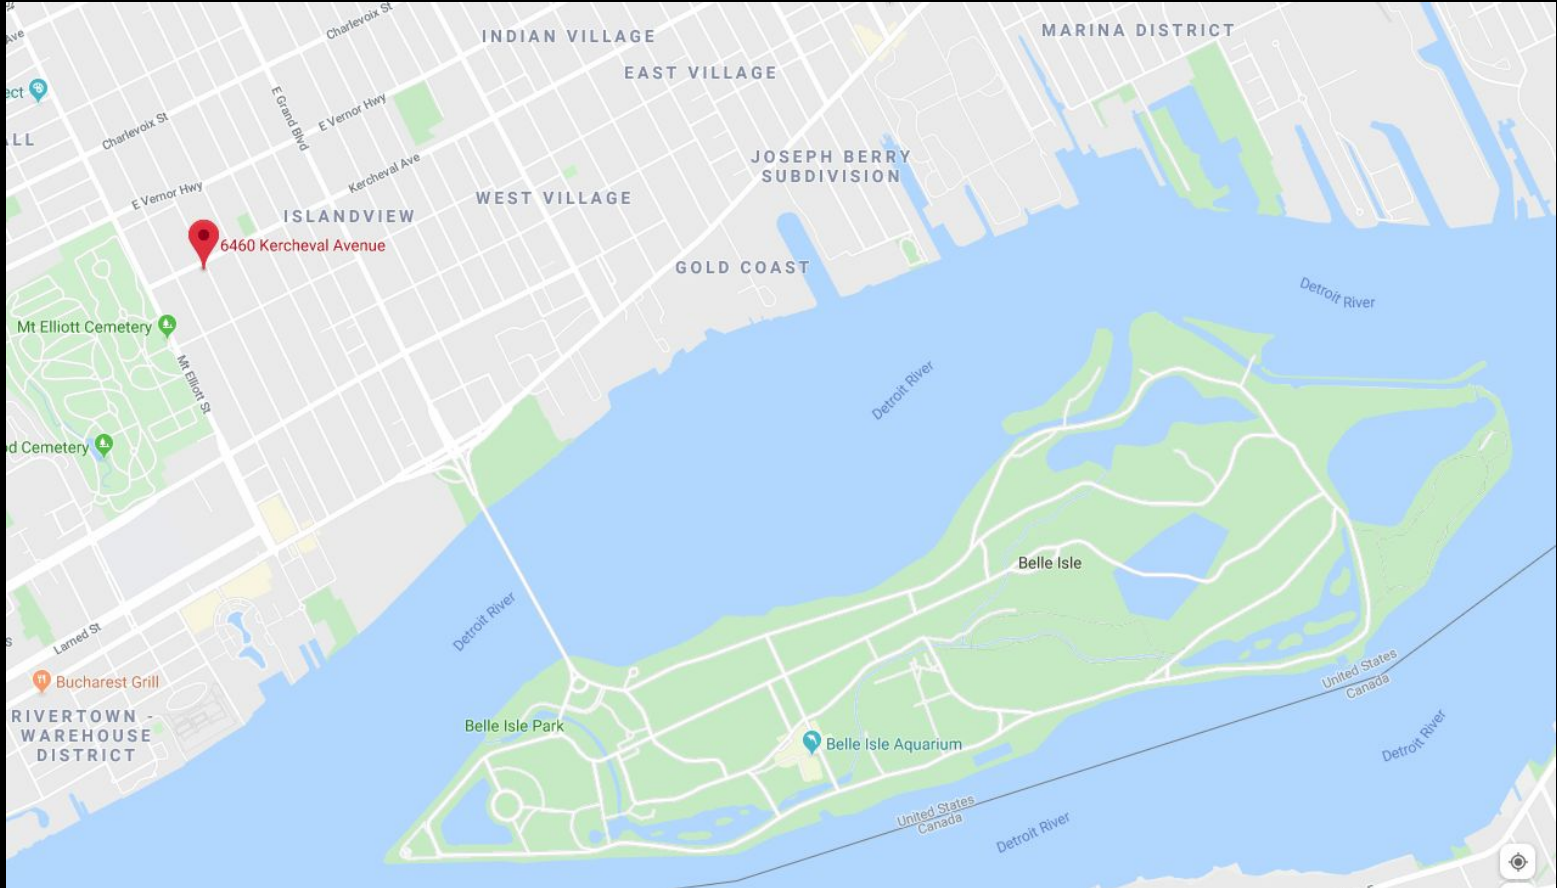 Ave
Charlevoix St
INDIAN VILLAGE
MARINA DISTRICT
EAST VILLAGE
ect
E Grand Blvd
E Vernor Hwy
Charlevoix St
ALL
Kercheval Ave
JOSEPH BERRY
SUBDIVISION
E Vernor Hwy
WEST VILLAGE
ISLANDVIEW
6460 Kercheval Avenue
GOLD COAST
Detroit River
Mt Elliott Cemetery
Mt Elliott St
Detroit River
od Cemetery
Belle Isle
Detroit River
Larned St
United States
Canada
Bucharest Grill
RIVERTOWN -
WAREHOUSE
DISTRICT
Belle Isle Park
Belle Isle Aquarium
Detroit River
United States
Canada
Detroit River